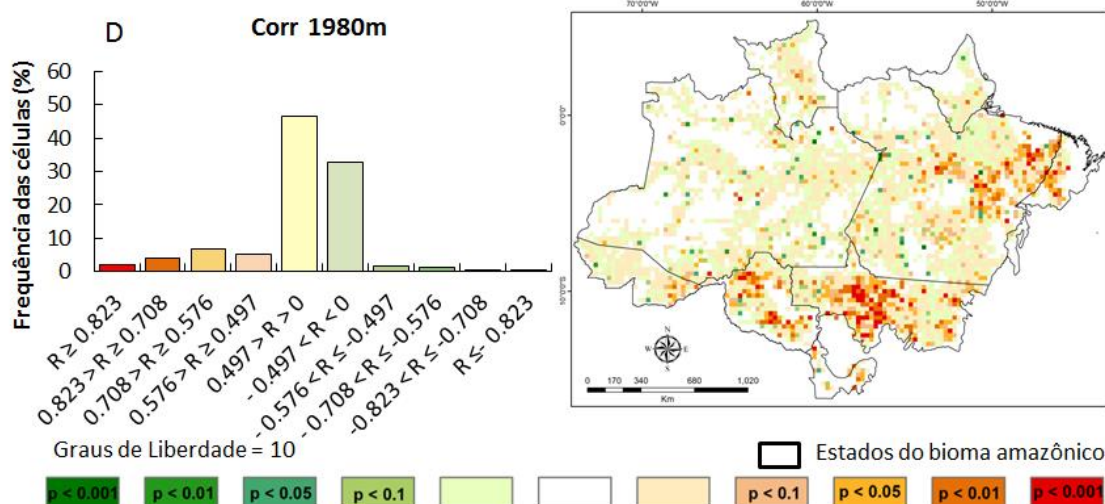 D
Corr 1980m
Frequência das células (%)
60
50
40
30
20
10
0
R ≥ 0.823
0.823 > R ≥ 0.708
0.708 > R ≥ 0.576
0.576 > R ≥ 0.497
0.497 > R > 0
- 0.497 < R < 0
- 0.576 < R ≤ -0.497
- 0.708 < R ≤ -0.576
-0.823 < R ≤ -0.708
R ≤ - 0.823
70°0'0"W 60°0'0"W 50°0'0"W
0°0'0"
10°0'0"S
N
W E
S
0 170 340 680 1,020
Km
Graus de Liberdade = 10
Estados do bioma amazônico
p < 0.001 p < 0.01 p < 0.05 p < 0.1 p < 0.1 p < 0.05 p < 0.01 p < 0.001